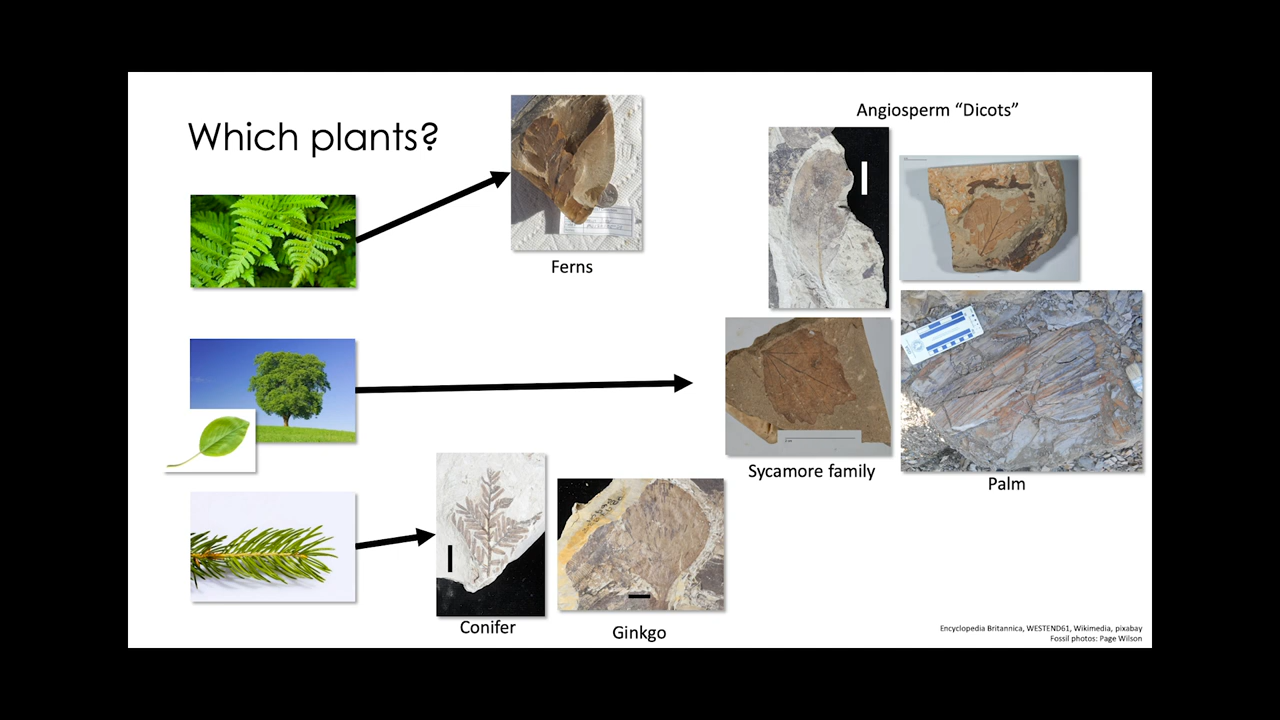 Which plants?
Ferns
Angiosperm “Dicots”
Sycamore family
Palm
Conifer
Ginkgo
Encyclopedia Britannica, WESTEND61, Wikimedia, pixabay
Fossil photos: Page Wilson